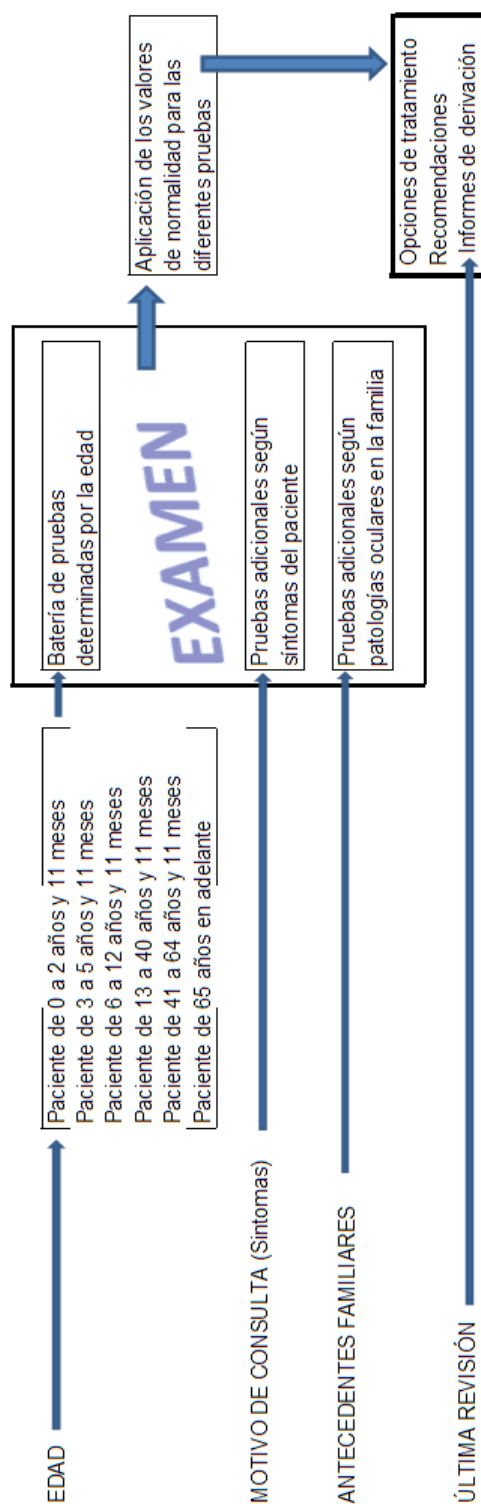 EDAD
Paciente de 0 a 2 años y 11 meses
Paciente de 3 a 5 años y 11 meses
Paciente de 6 a 12 años y 11 meses
Paciente de 13 a 40 años y 11 meses
Paciente de 41 a 64 años y 11 meses
Paciente de 65 años en adelante
Batería de pruebas
determinadas por la edad
EXAMEN
Aplicación de los valores
de normalidad para las
diferentes pruebas
MOTIVO DE CONSULTA (Sintomas)
Pruebas adicionales según
síntomas del paciente
ANTECEDENTES FAMILIARES
Pruebas adicionales según
patologías oculares en la familia
ÚLTIMA REVISIÓN
Opciones de tratamiento
Recomendaciones
Informes de derivación